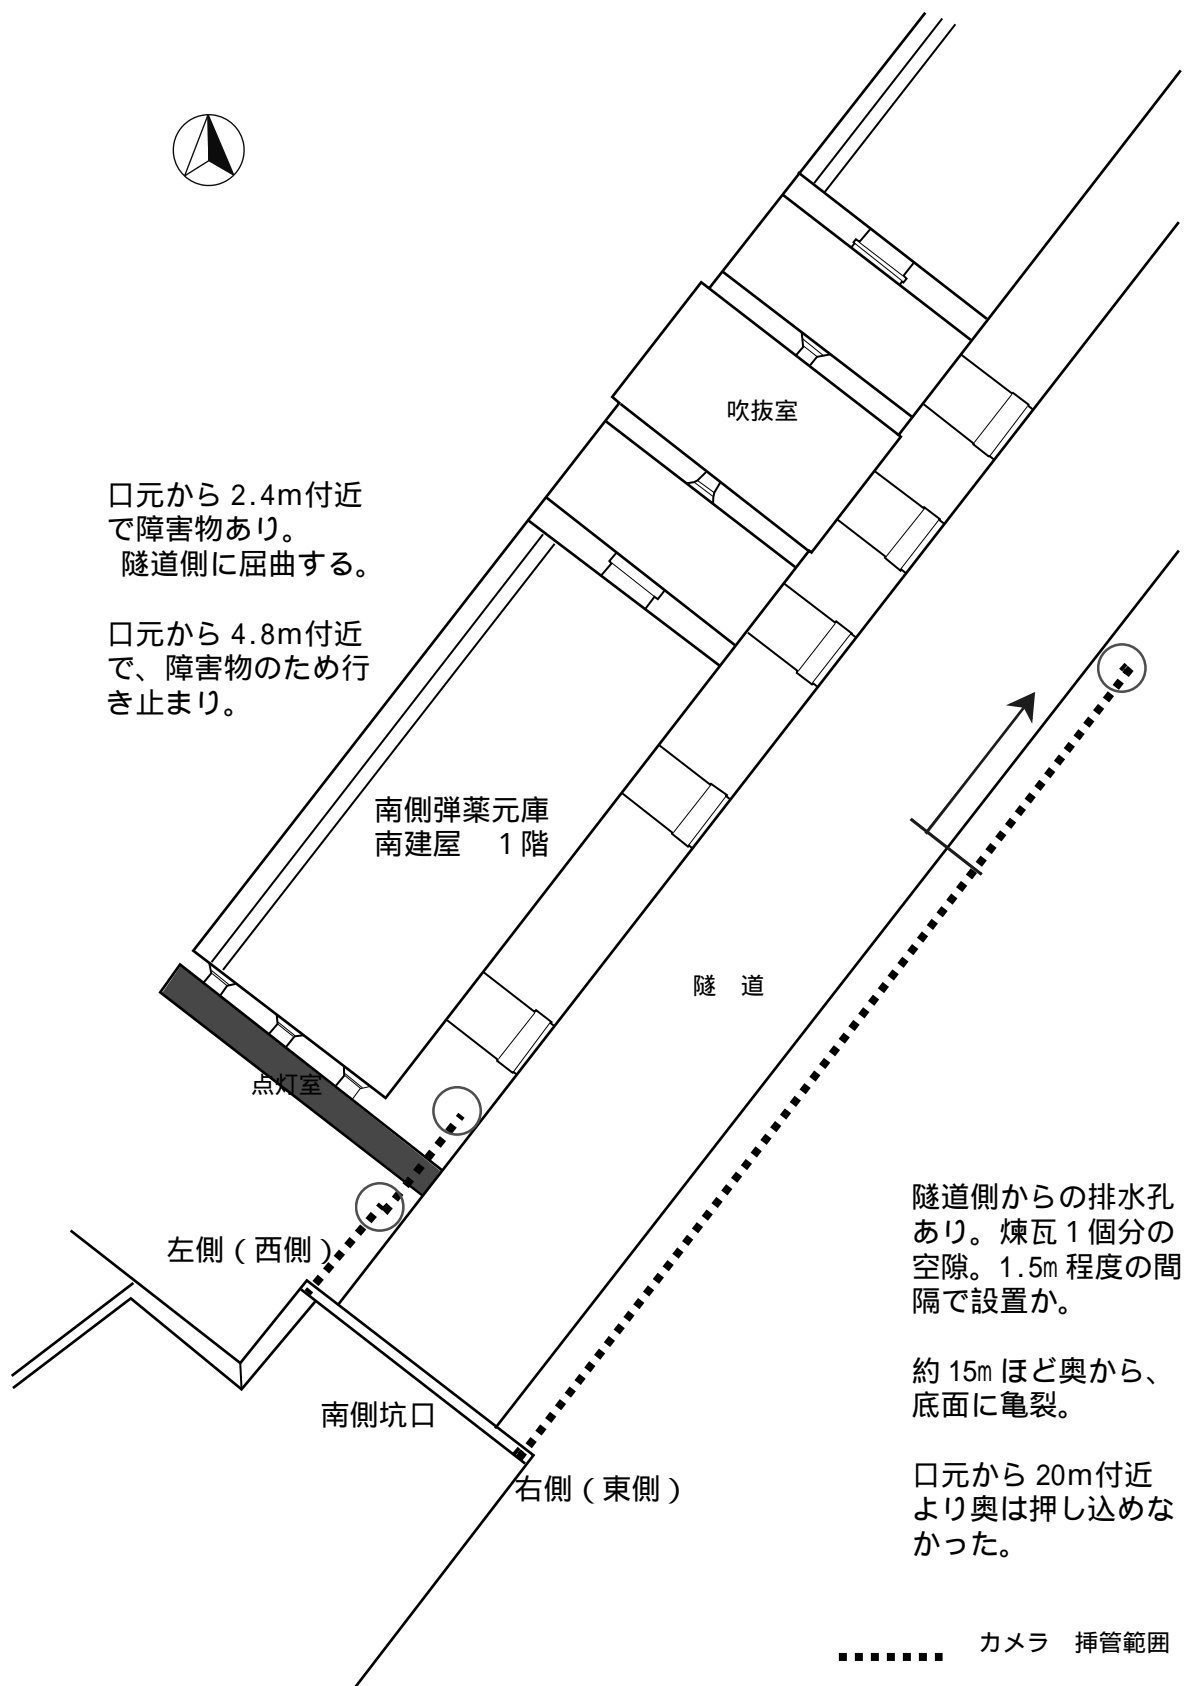 吹抜室
口元から 2.4m付近
で障害物あり。
隧道側に屈曲する。
口元から 4.8m付近
で、障害物のため行
き止まり。
南側弾薬元庫
南建屋　1階
隧　道
点灯室
左側（西側）
南側坑口
右側（東側）
隧道側からの排水孔
あり。煉瓦1個分の
空隙。1.5m 程度の間
隔で設置か。
約 15m ほど奥から、
底面に亀裂。
口元から 20m付近
より奥は押し込めな
かった。
カメラ　挿管範囲